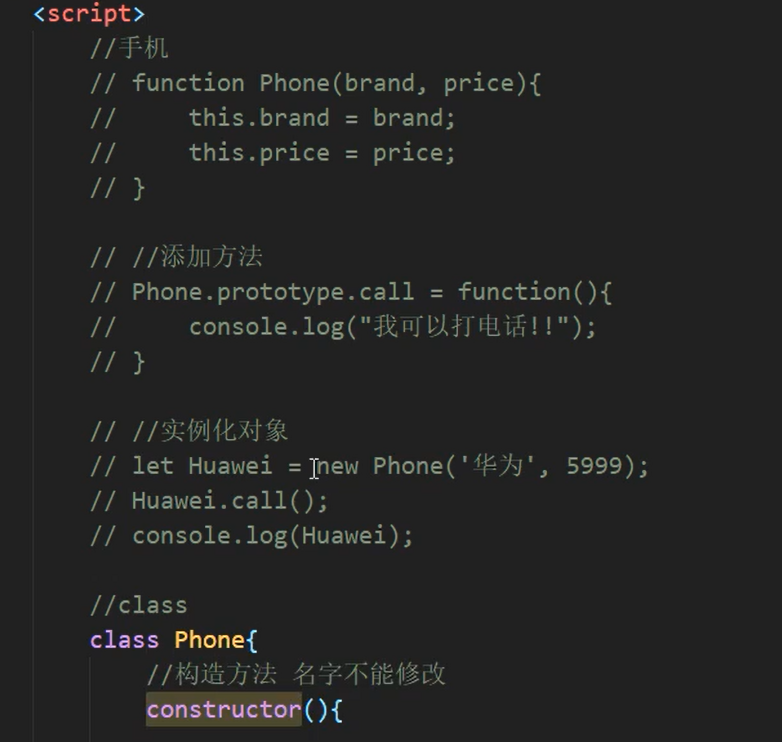 <script>
//手机
// function Phone(brand, price){
//     this.brand = brand;
//     this.price = price;
// }
// //添加方法
// Phone.prototype.call = function(){
//     console.log("我可以打电话!!");
// }
// //实例化对象
// let Huawei = new Phone('华为', 5999);
// Huawei.call();
// console.log(Huawei);
//class
class Phone{
//构造方法 名字不能修改
constructor(){